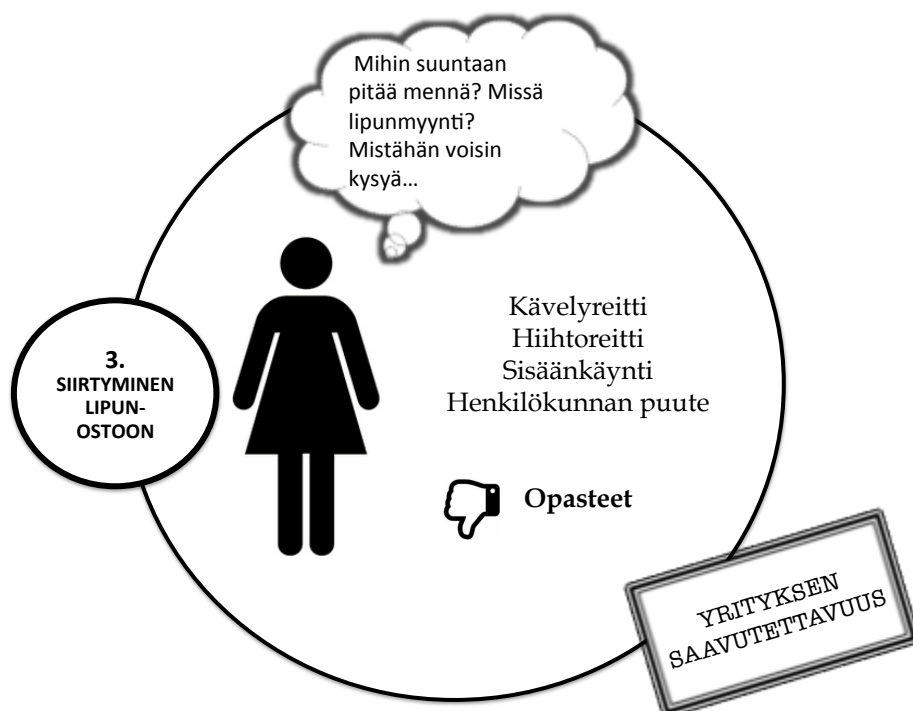 Mihin suuntaan
pitää mennä? Missä
lipunmyynti?
Mistähän voisin
kysyä...
3.
SIIRTYMINEN
LIPUN-
OSTOON
Kävelyreitti
Hiihtoreitti
Sisäänkäynti
Henkilökunnan puute
Opasteet
YRITYKSEN
SAAVUTETTAVUUS